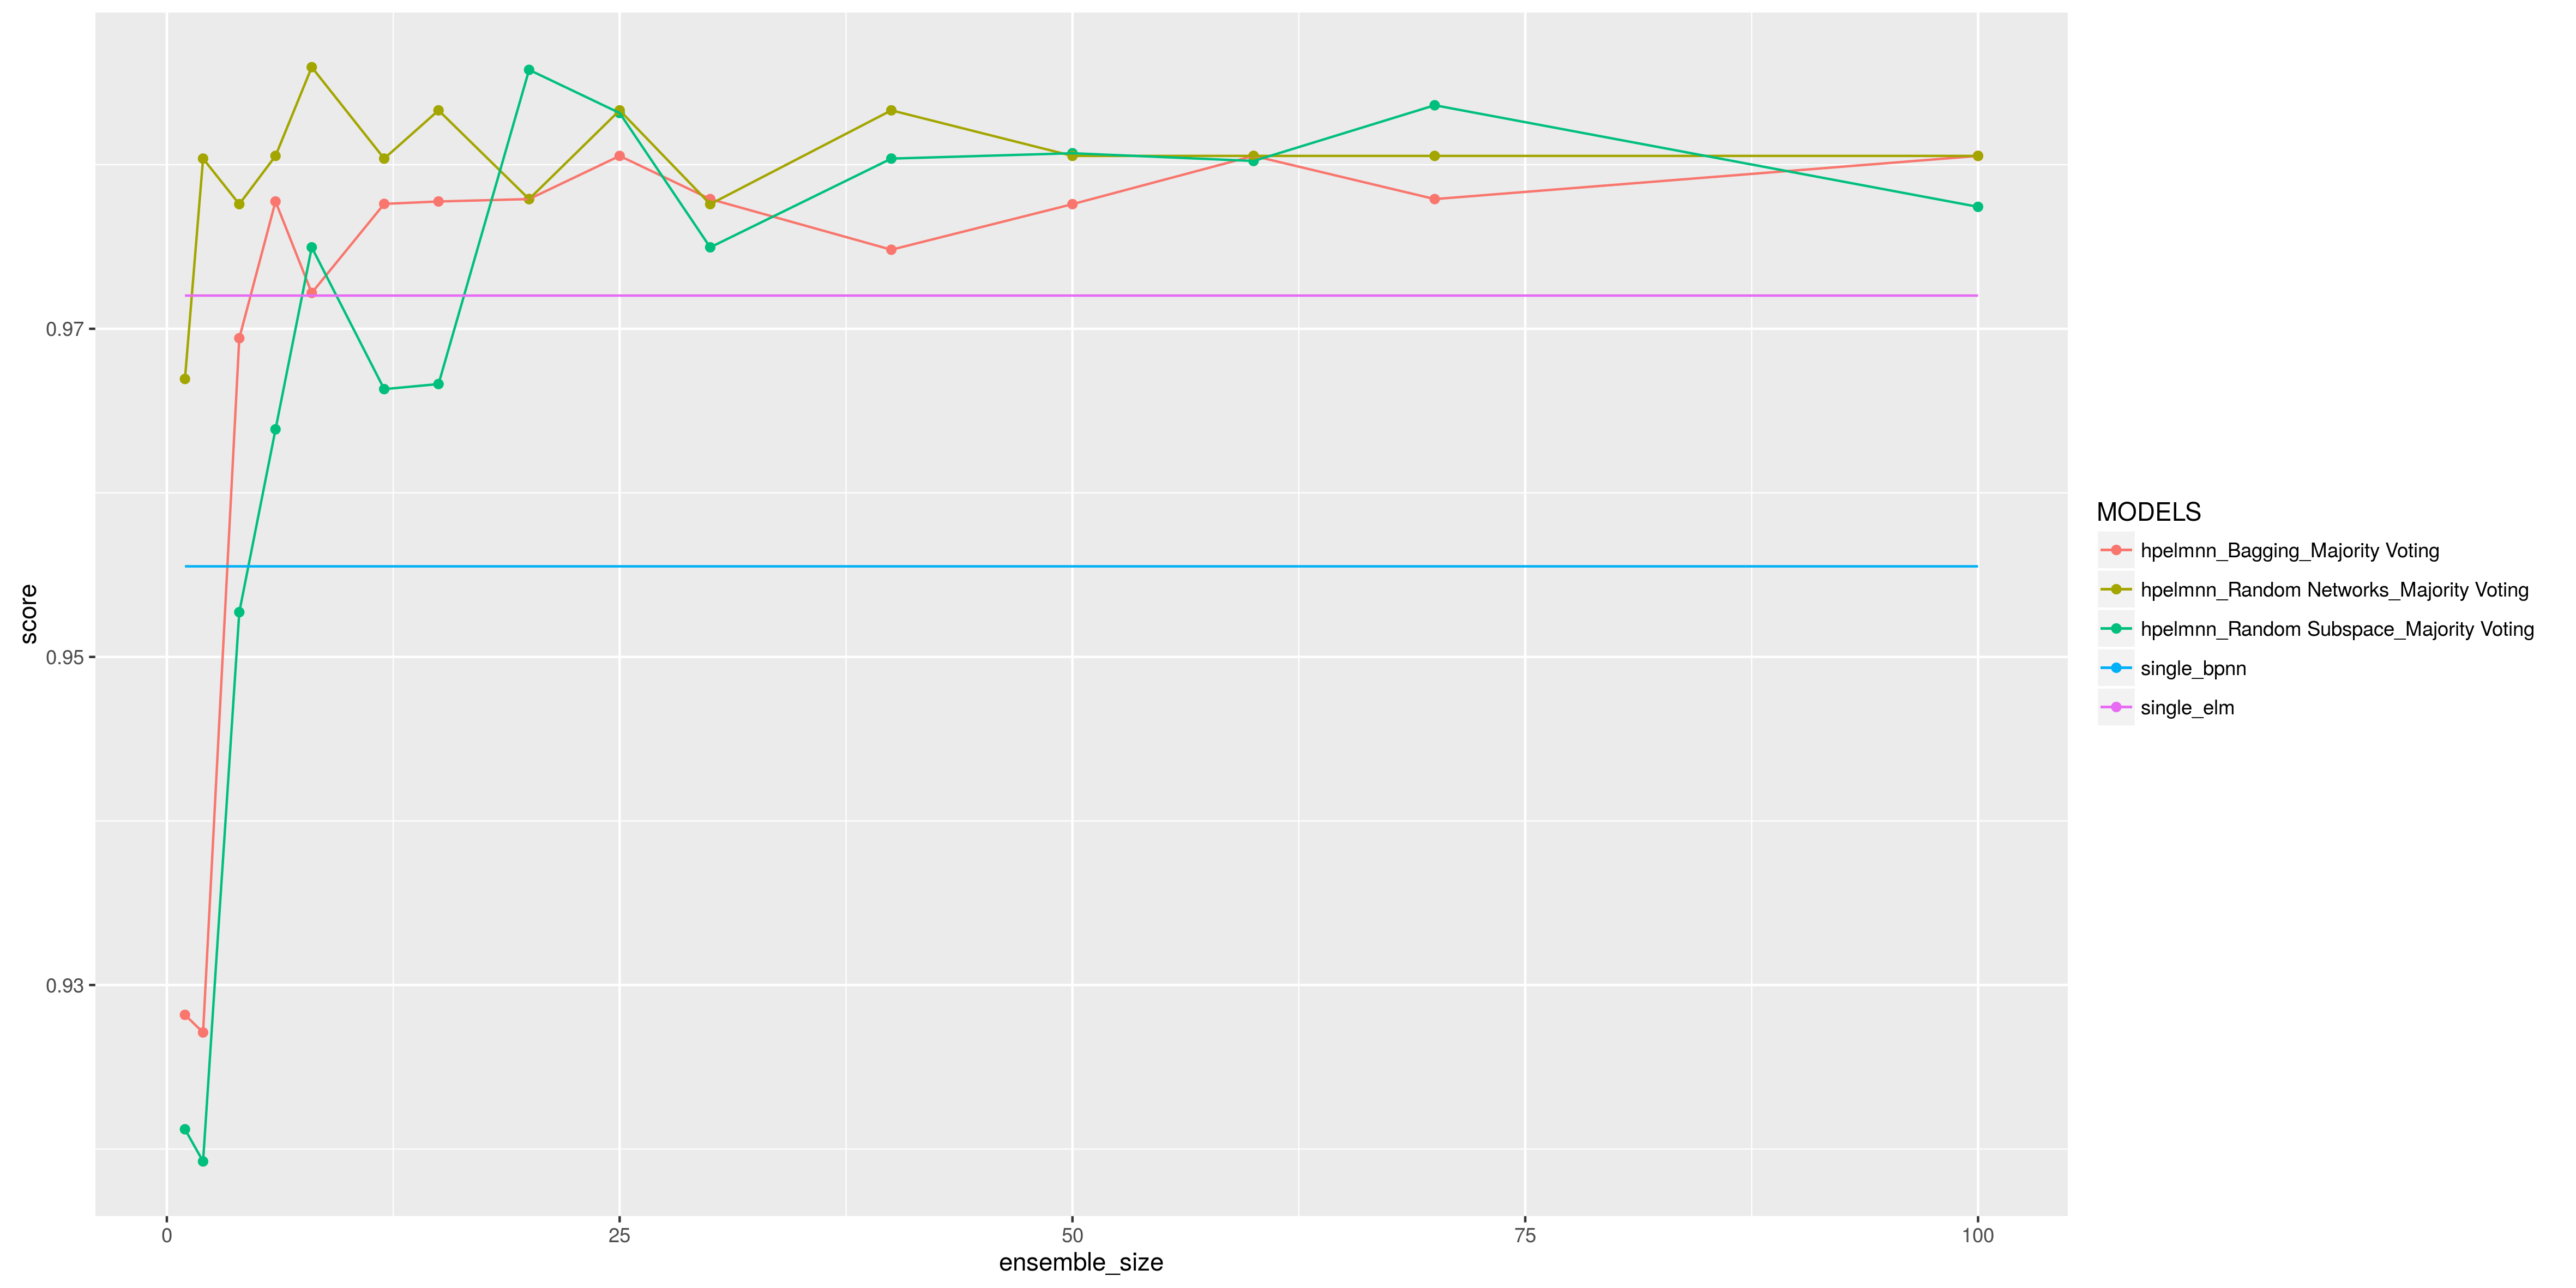 0.97
0.95
0.93
score
0
25
50
75
100
ensemble_size
MODELS
hpelmnn_Bagging_Majority Voting
hpelmnn_Random Networks_Majority Voting
hpelmnn_Random Subspace_Majority Voting
single_bpnn
single_elm